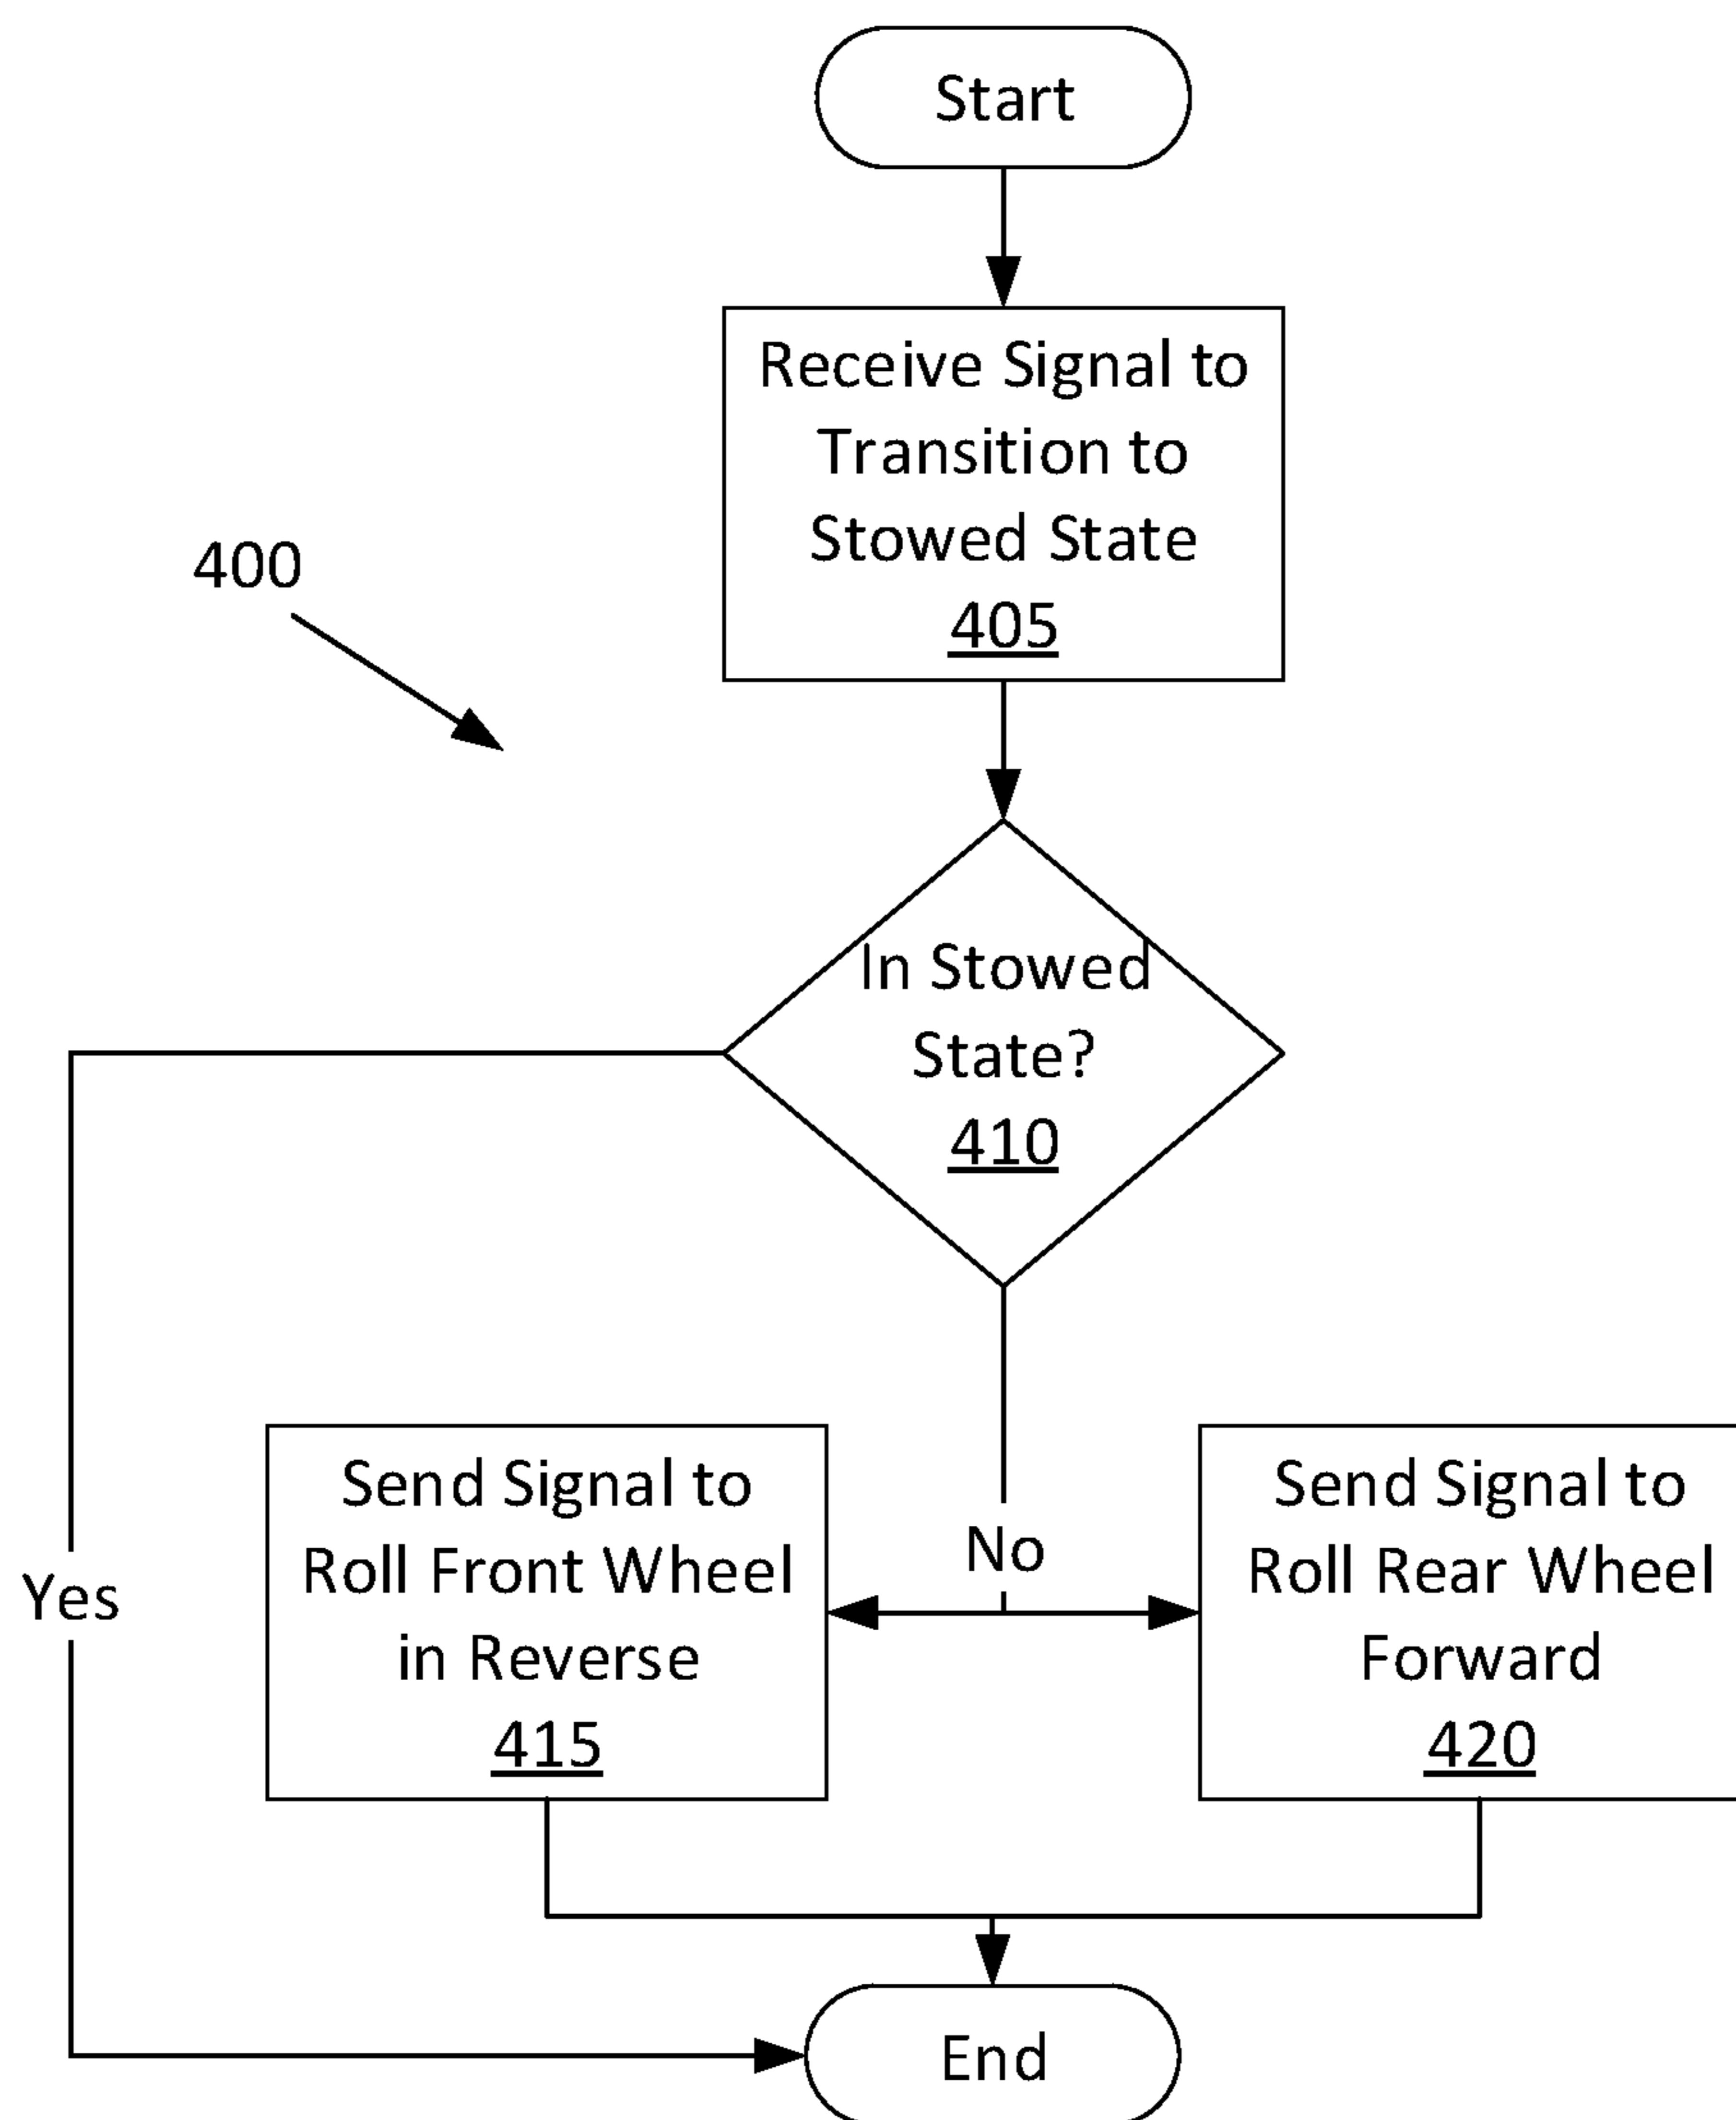 Start
Receive Signal to
Transition to
Stowed State
405
400
In Stowed
State?
410
Send Signal to
Roll Front Wheel
in Reverse
415
No
Send Signal to
Roll Rear Wheel
Forward
420
Yes
End